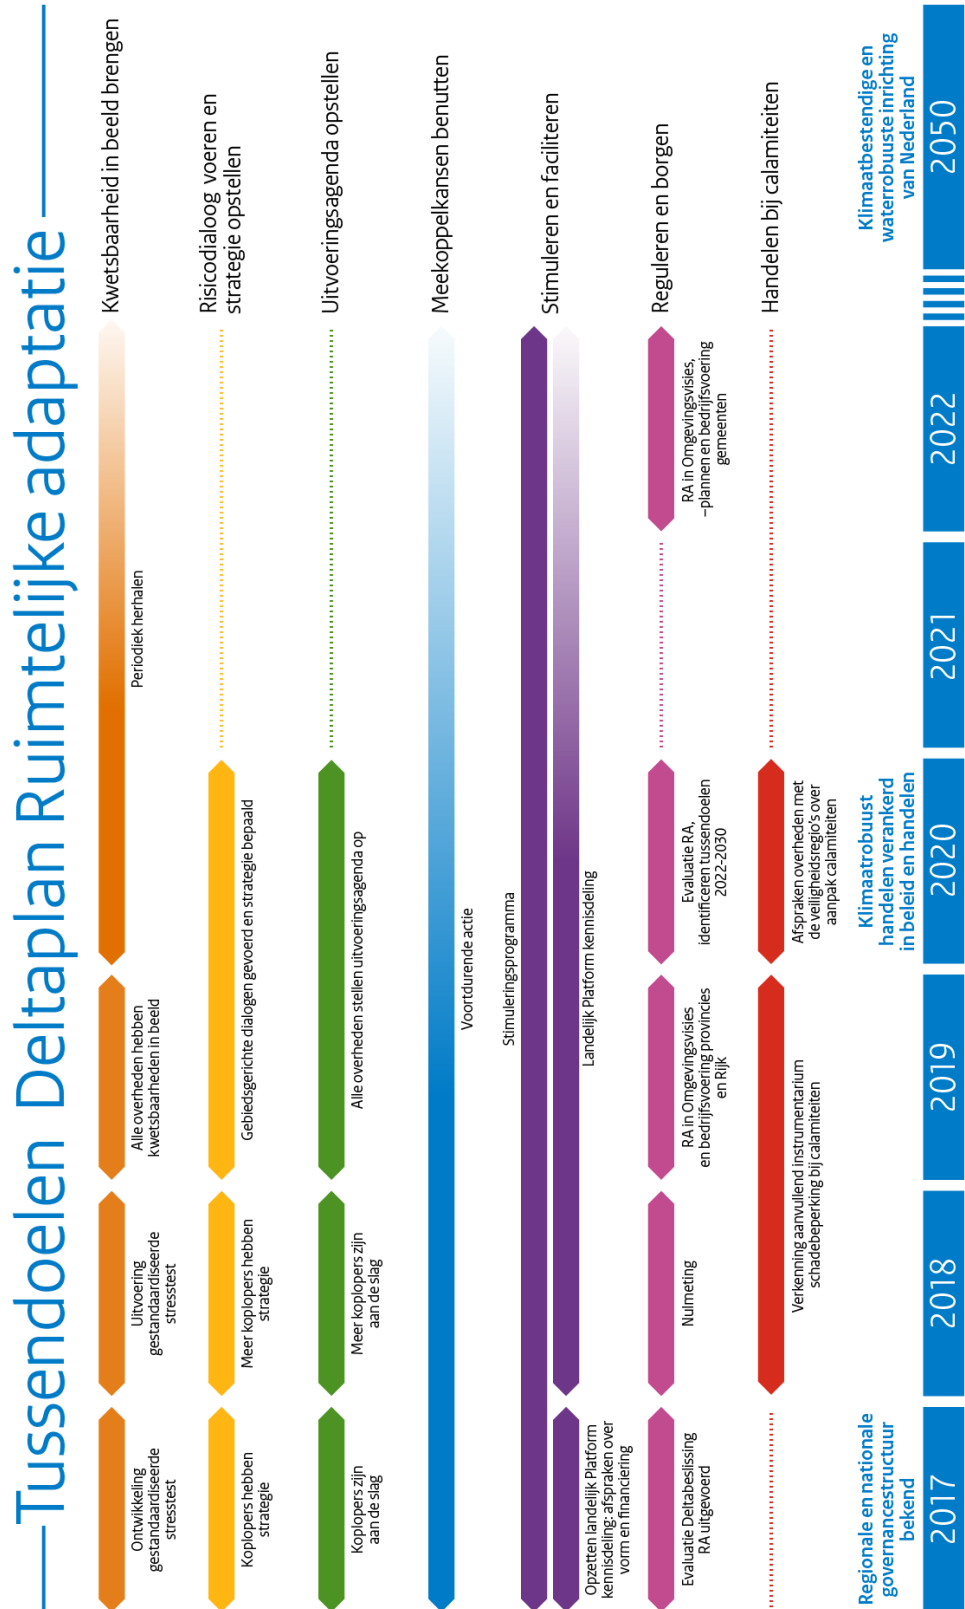 Tussendoelen Deltaplan Ruimtelijke adaptatie
Kwetsbaarheid in beeld brengen
Ontwikkeling
gestandaardiseerde
stresstest
Uitvoering
gestandaardiseerde
stresstest
Alle overheden hebben
kwetsbaarheden in beeld
Periodiek herhalen
Risicodialoog voeren en
strategie opstellen
Koplopers hebben
strategie
Meer koplopers hebben
strategie
Gebiedsgerichte dialogen gevoerd en strategie bepaald
Uitvoeringsagenda opstellen
Koplopers zijn
aan de slag
Meer koplopers zijn
aan de slag
Alle overheden stellen uitvoeringsagenda op
Meekoppelkansen benutten
Voortdurende actie
Stimuleren en faciliteren
Stimuleringsprogramma
Opzetten landelijk Platform
kennisdeling: afspraken over
vorm en financiering
Landelijk Platform kennisdeling
Reguleren en borgen
Evaluatie Deltabeslissing
RA uitgevoerd
Nulmeting
RA in Omgevingsvisies
en bedrijfsvoering provincies
en Rijk
Evaluatie RA,
identificeren tussendoelen
2022-2030
RA in Omgevingsvisies,
–plannen en bedrijfsvoering
gemeenten
Handelen bij calamiteiten
Verkenning aanvullend instrumentarium
schadebeperking bij calamiteiten
Afspraken overheden met
de veiligheidsregio's over
aanpak calamiteiten
Regionale en nationale
governancestructuur
bekend
Klimaatrobuust
handelen verankerd
in beleid en handelen
Klimaatbestendige en
waterrobuuste inrichting
van Nederland
2017
2018
2019
2020
2021
2022
2050